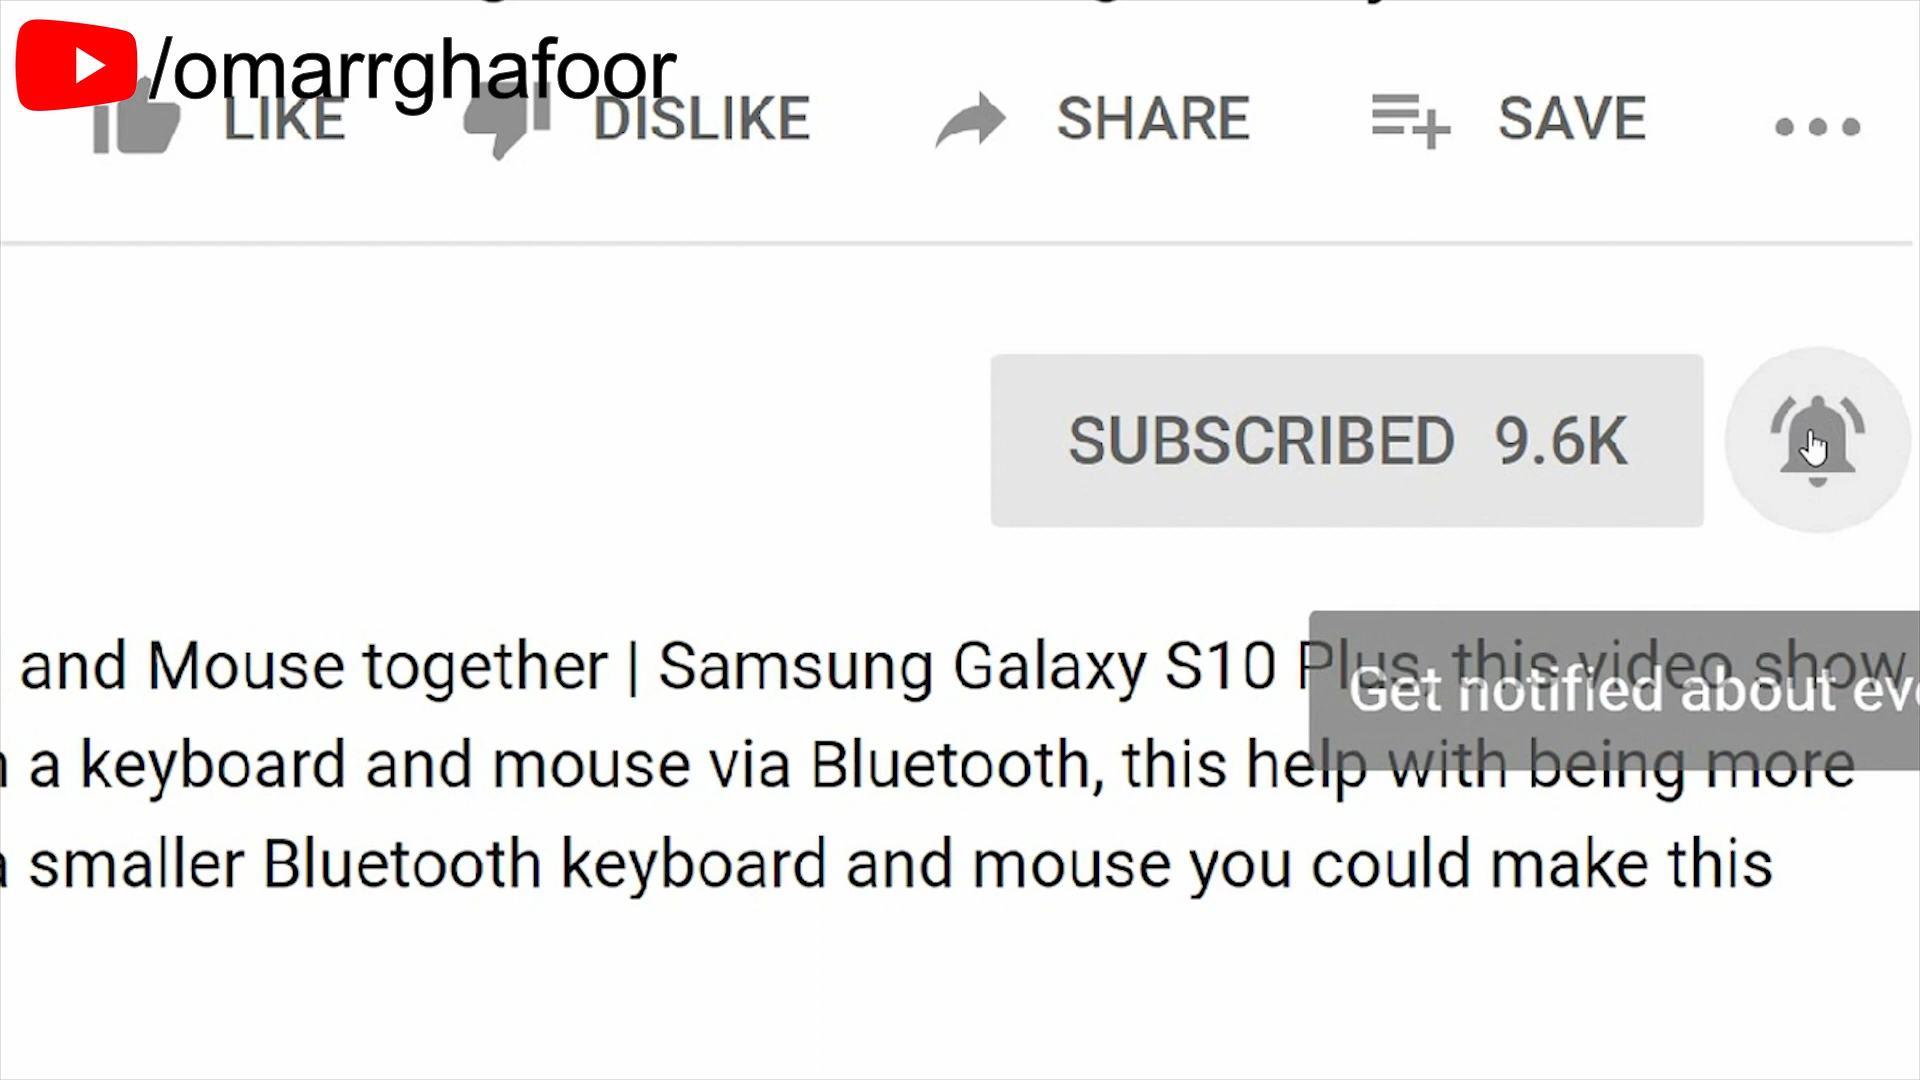 /omarrghafoor
LIKE DISLIKE SHARE SAVE
SUBSCRIBED 9.6K
and Mouse together | Samsung Galaxy S10 Plus, this video show
Get notified about
a keyboard and mouse via Bluetooth, this help with being more
smaller Bluetooth keyboard and mouse you could make this